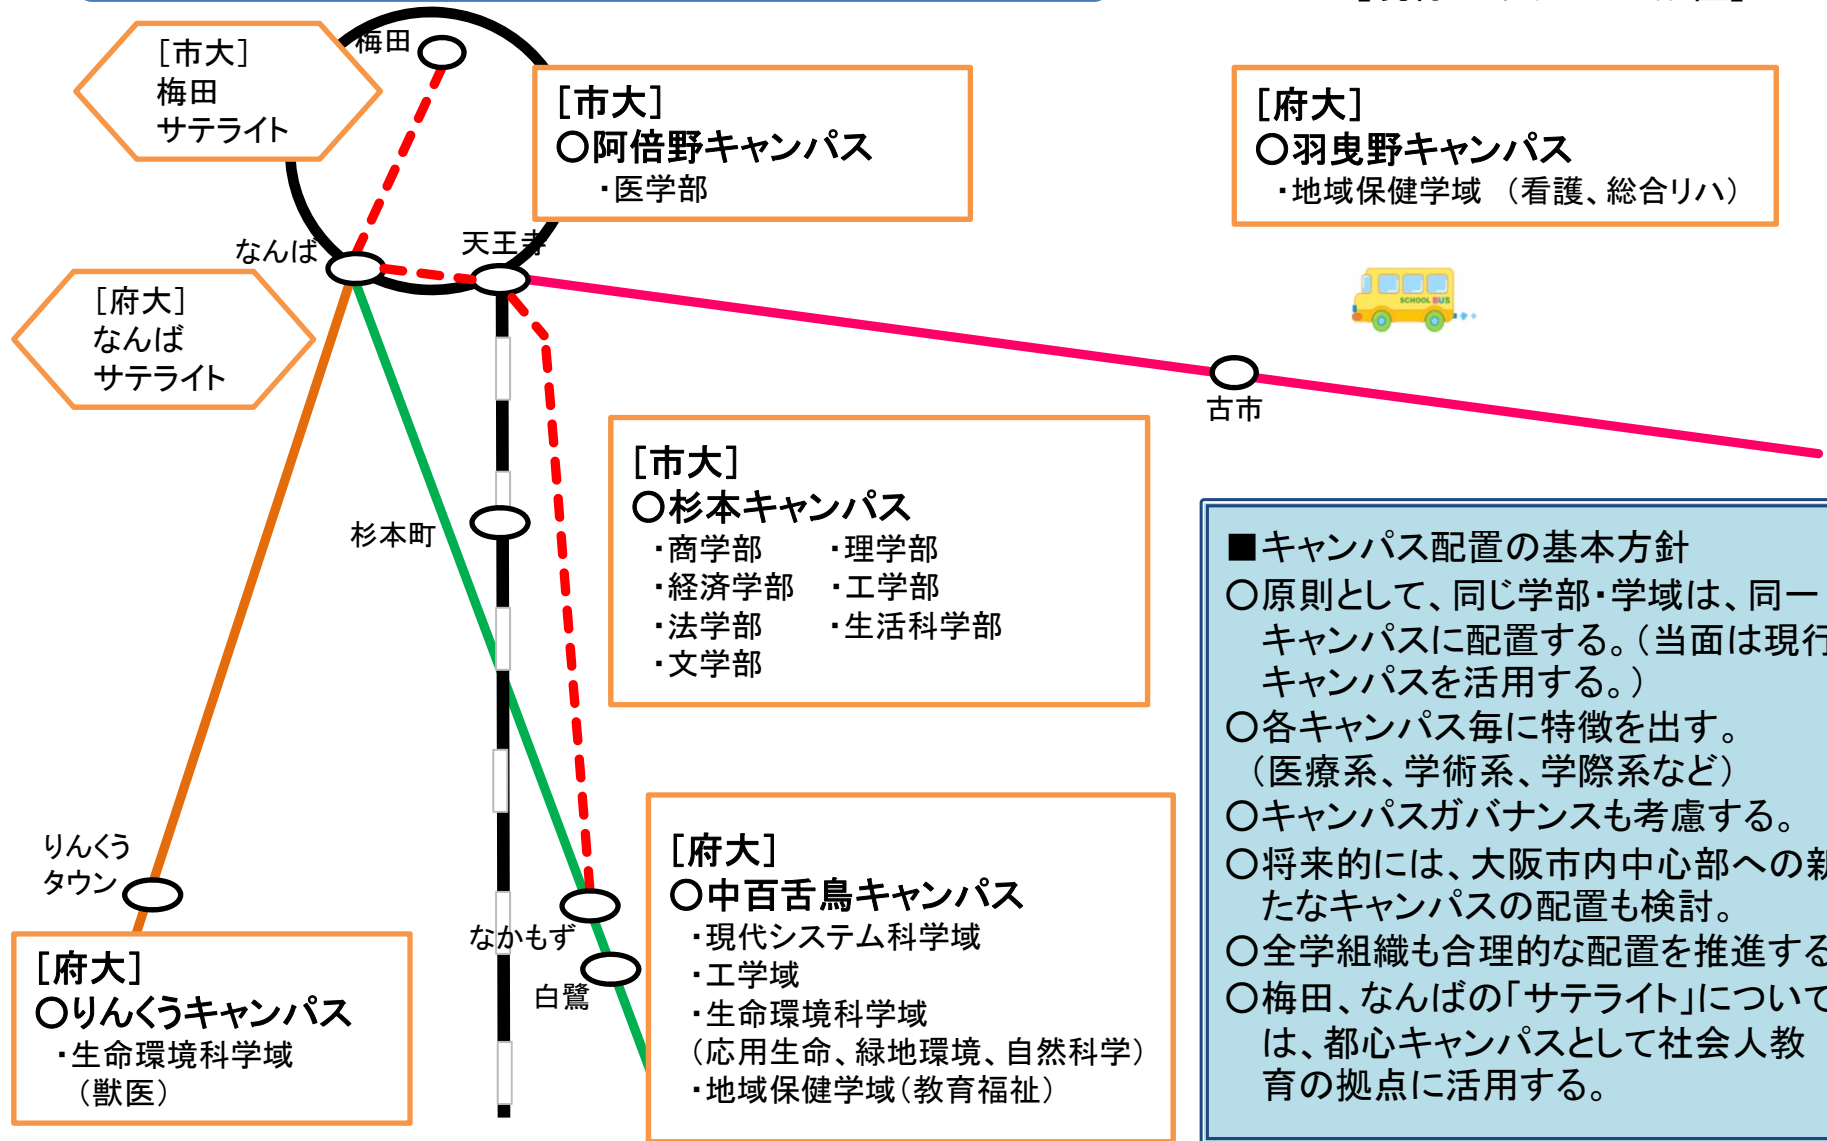 ［市大］
梅田
サテライト
梅田
［市大］
○阿倍野キャンパス
・医学部
［府大］
○羽曳野キャンパス
・地域保健学域 （看護、総合リハ）
なんば
天王寺
SCHOOL BUS
［府大］
なんば
サテライト
古市
杉本町
［市大］
○杉本キャンパス
・商学部 ・理学部
・経済学部 ・工学部
・法学部 ・生活科学部
・文学部
りんくう
タウン
なかもず
白鷺
［府大］
○りんくうキャンパス
・生命環境科学域
（獣医）
［府大］
○中百舌鳥キャンパス
・現代システム科学域
・工学域
・生命環境科学域
（応用生命、緑地環境、自然科学）
・地域保健学域（教育福祉）
■キャンパス配置の基本方針
○原則として、同じ学部・学域は、同一
キャンパスに配置する。（当面は現行
キャンパスを活用する。）
○各キャンパス毎に特徴を出す。
（医療系、学術系、学際系など）
○キャンパスガバナンスも考慮する。
○将来的には、大阪市内中心部への新
たなキャンパスの配置も検討。
○全学組織も合理的な配置を推進する
○梅田、なんばの「サテライト」について
は、都心キャンパスとして社会人教
育の拠点に活用する。